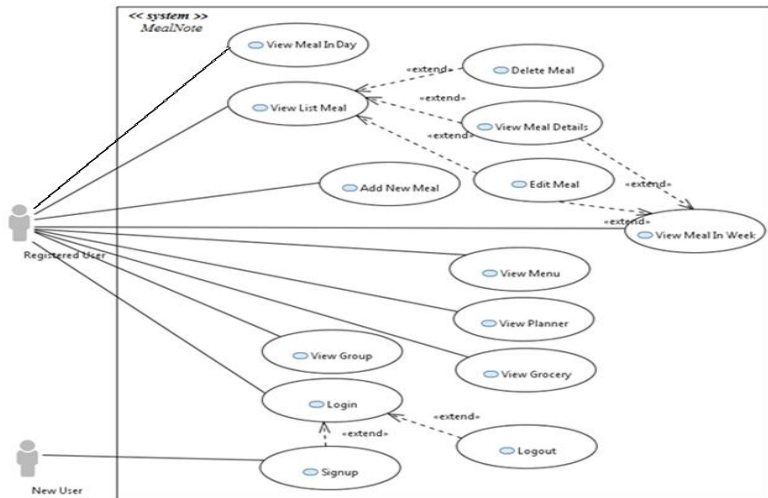 << system >>
MealNote
View Meal In Day
«extend»
Delete Meal
View List Meal
«extend»
View Meal Details
«extend»
Add New Meal
Edit Meal
«extend»
«extend»
View Meal In Week
Registered User
View Menu
View Planner
View Group
View Grocery
Login
«extend»
«extend»
Logout
Signup
New User